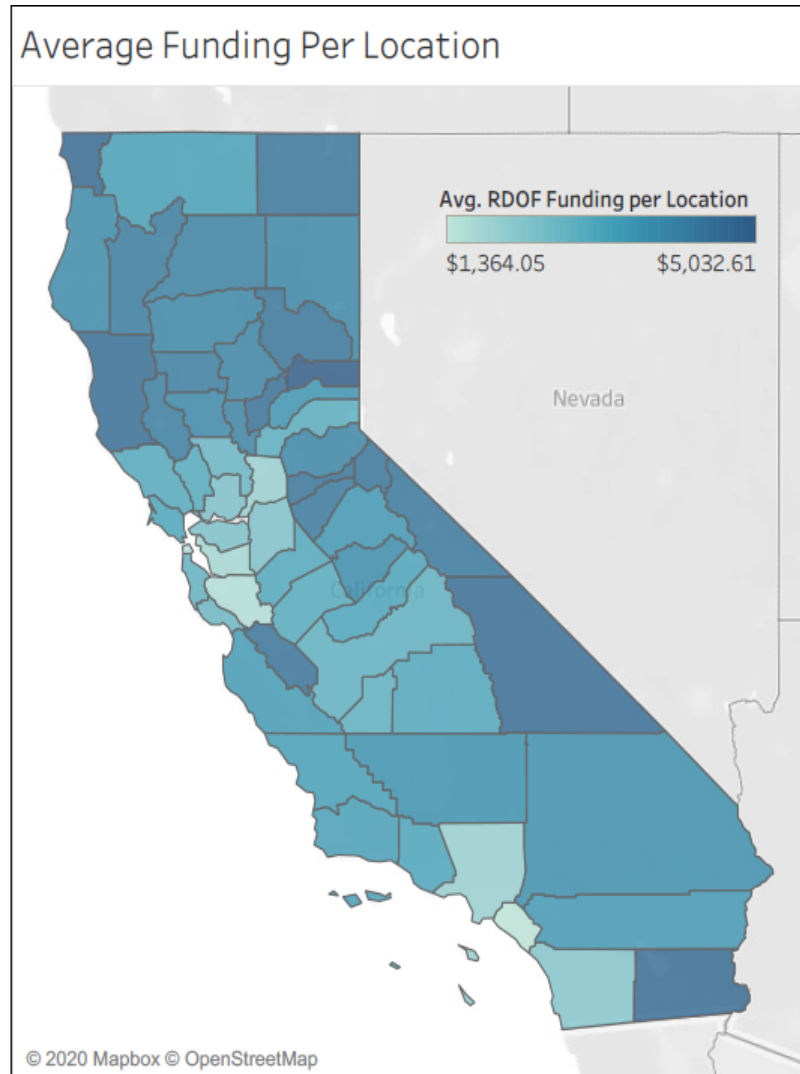 Average Funding Per Location
Avg. RDOF Funding per Location
$1,364.05 $5,032.61
Nevada
California
© 2020 Mapbox © OpenStreetMap